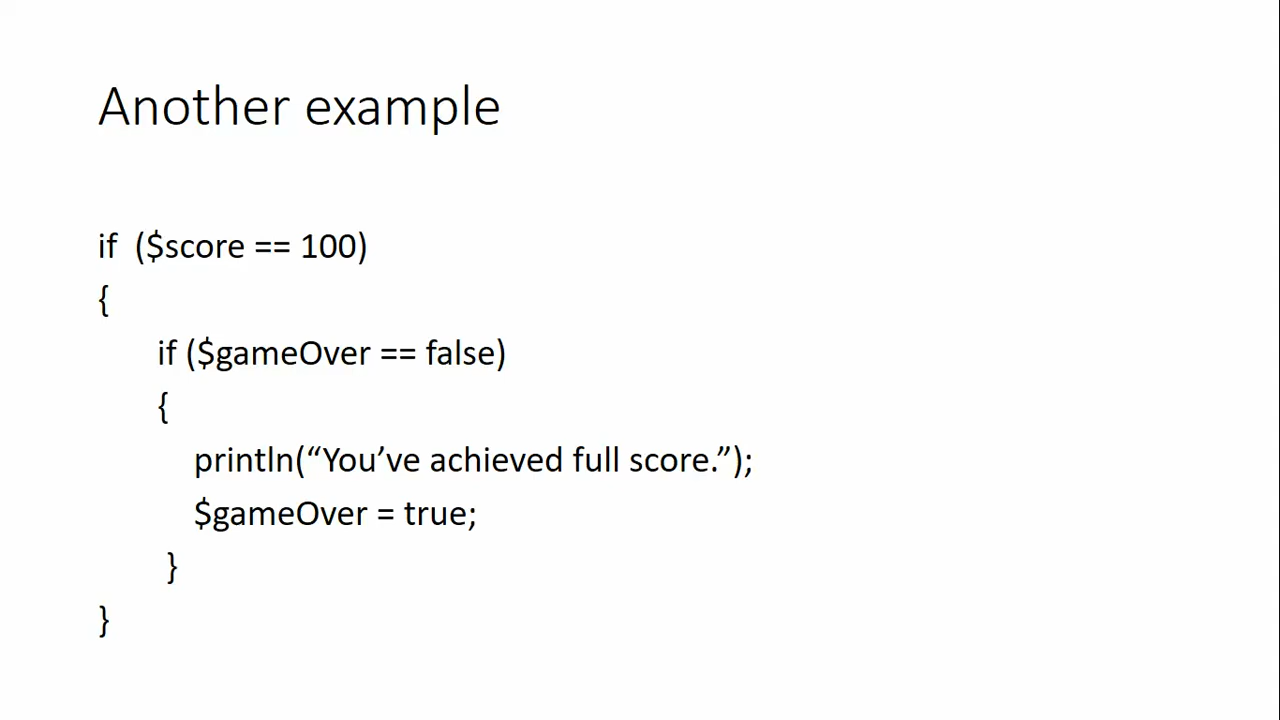 Another example
if  ($score == 100)
{
if ($gameOver == false)
{
println(“You’ve achieved full score.”);
$gameOver = true;
}
}